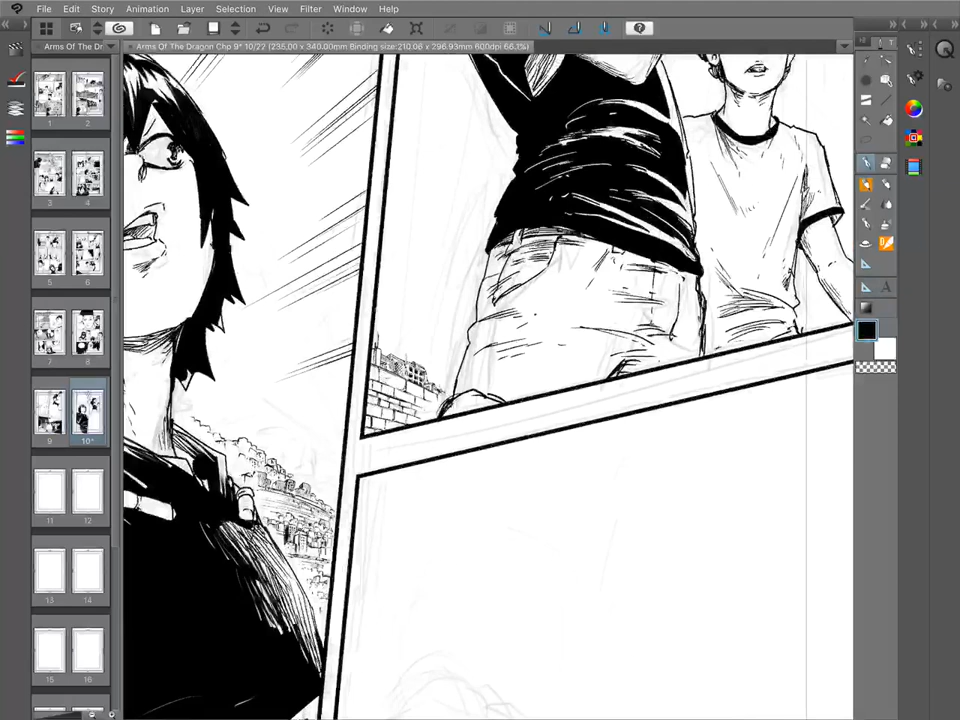 File Edit Story Animation Layer Selection View Filter Window Help
Arms Of The Dr
Arms Of The Dragon Chp 9* 10/22 (235.00 x 340.00mm Binding size:210.06 x 296.93mm 600dpi 66.1%)
1 2
3 4
5 6
7 8
9 10*
11 12
13 14
15 16